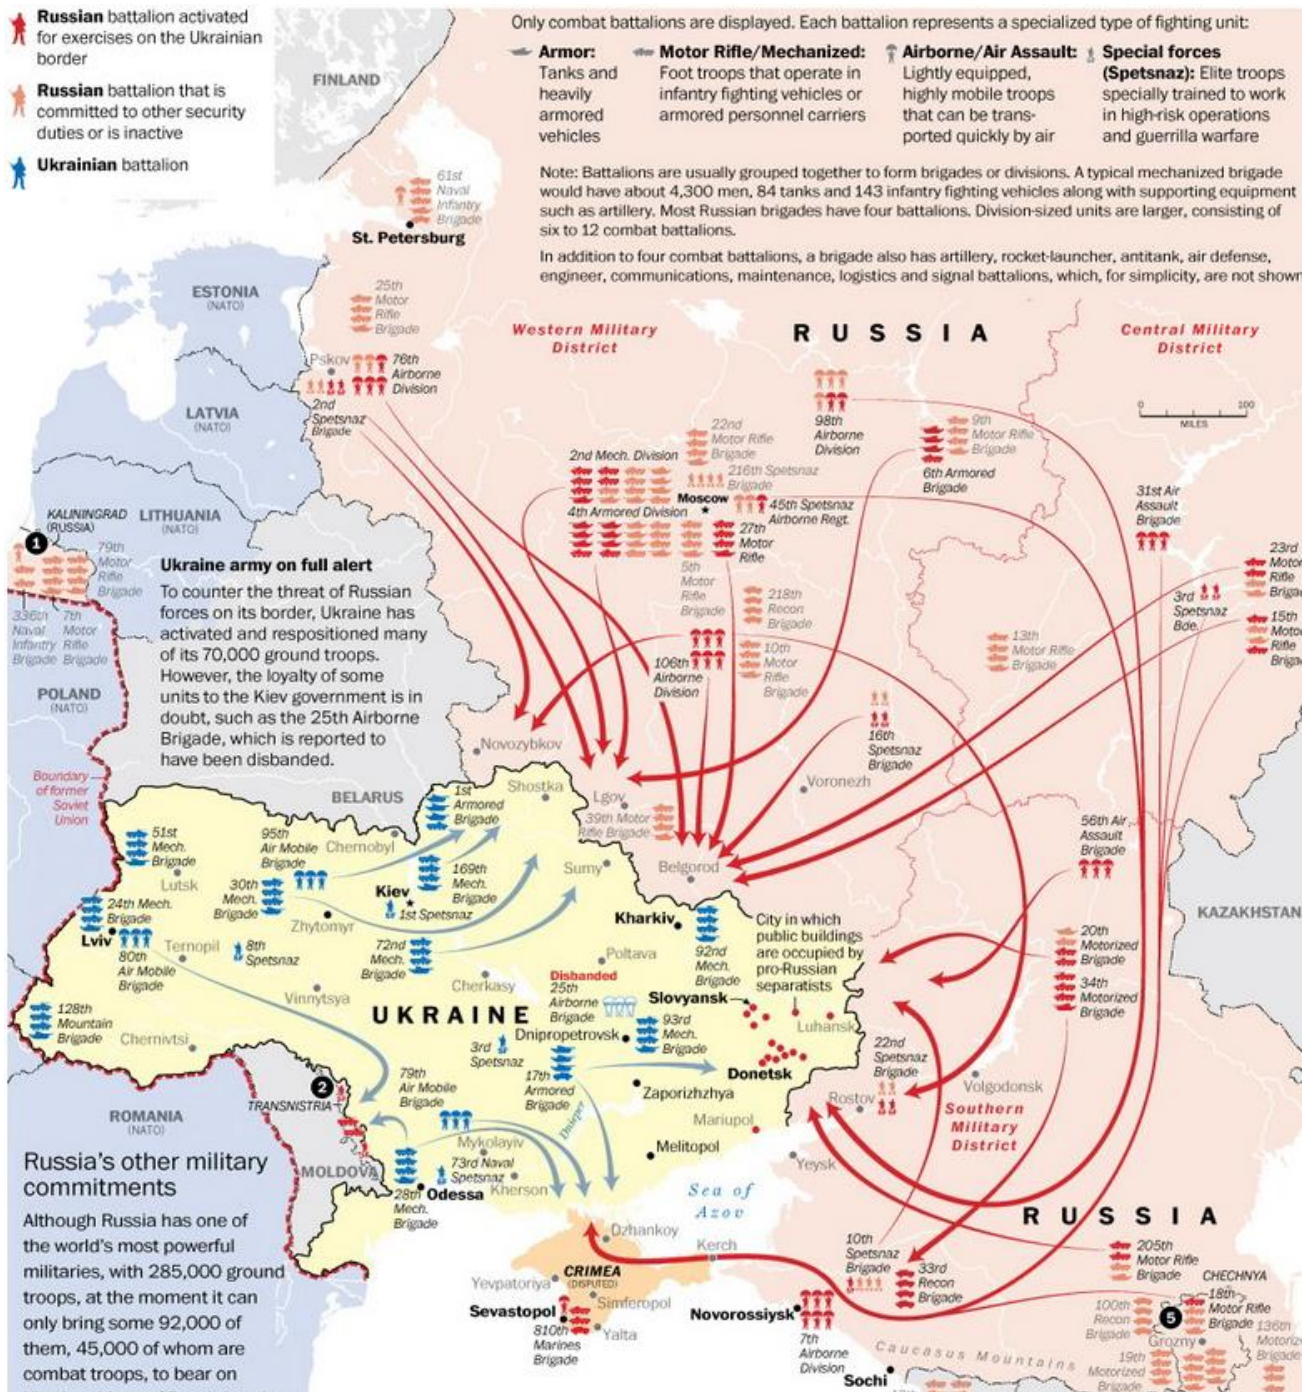 Russian battalion activated
for exercises on the Ukrainian
border
Russian battalion that is
committed to other security
duties or is inactive
Ukrainian battalion
Only combat battalions are displayed. Each battalion represents a specialized type of fighting unit:
Armor:
Tanks and
heavily
armored
vehicles
Motor Rifle/Mechanized:
Foot troops that operate in
infantry fighting vehicles or
armored personnel carriers
Airborne/Air Assault:
Lightly equipped,
highly mobile troops
that can be trans-
ported quickly by air
Special forces
(Spetsnaz): Elite troops
specially trained to work
in high-risk operations
and guerrilla warfare
Note: Battalions are usually grouped together to form brigades or divisions. A typical mechanized brigade
would have about 4,300 men, 84 tanks and 143 infantry fighting vehicles along with supporting equipment
such as artillery. Most Russian brigades have four battalions. Division-sized units are larger, consisting of
six to 12 combat battalions.
In addition to four combat battalions, a brigade also has artillery, rocket-launcher, antitank, air defense,
engineer, communications, maintenance, logistics and signal battalions, which, for simplicity, are not shown
FINLAND
61st
Naval
Infantry
Brigade
St. Petersburg
ESTONIA
(NATO)
25th
Motor
Rifle
Brigade
Western Military
District
RUSSIA
Central Military
District
Pskov
76th
Airborne
Division
2nd
Spetsnaz
Brigade
LATVIA
(NATO)
98th
Airborne
Division
9th
Motor Rifle
Brigade
6th Armored
Brigade
0
100
MILES
22nd
Motor Rifle
Brigade
2nd Mech. Division
216th Spetsnaz
Brigade
Moscow
45th Spetsnaz
Airborne Regt.
4th Armored Division
27th
Motor
Rifle
5th
Motor
Rifle
Brigade
31st Air
Assault
Brigade
23rd
Motor
Rifle
Brigad
3rd
Spetsnaz
Bde.
15th
Moto
Rifle
Briga
KALININGRAD
(RUSSIA)
1
LITHUANIA
(NATO)
79th
Motor
Rifle
Brigade
336th
Naval
Infantry
Brigade
7th
Motor
Rifle
Brigade
Ukraine army on full alert
To counter the threat of Russian
forces on its border, Ukraine has
activated and respositioned many
of its 70,000 ground troops.
However, the loyalty of some
units to the Kiev government is in
doubt, such as the 25th Airborne
Brigade, which is reported to
have been disbanded.
218th
Recon
Brigade
10th
Motor
Rifle
Brigade
106th
Airborne
Division
13th
Motor Rifle
Brigade
POLAND
(NATO)
16th
Spetsnaz
Brigade
Novozybkov
Boundary
of former
Soviet
Union
BELARUS
Shostka
Lgov
Voronezh
39th Motor
Rifle Brigade
1st
Armored
Brigade
Chernobyl
51st
Mech.
Brigade
Lutsk
95th
Air Mobile
Brigade
56th Air
Assault
Brigade
Sumy
Belgorod
30th
Mech.
Brigade
Kiev
169th
Mech.
Brigade
1st Spetsnaz
24th Mech.
Brigade
Lviv
Zhytomyr
Kharkiv
KAZAKHSTAN
City in which
public buildings
are occupied by
pro-Russian
separatists
80th
Air Mobile
Brigade
Ternopil
8th
Spetsnaz
72nd
Mech.
Brigade
Poltava
92nd
Mech.
Brigade
20th
Motorized
Brigade
34th
Motorized
Brigade
Vinnytsya
Cherkasy
Disbanded
25th
Airborne
Brigade
Slovyansk
Luhansk
128th
Mountain
Brigade
Chernivtsi
UKRAINE
Dnipropetrovsk
93rd
Mech.
Brigade
3rd
Spetsnaz
17th
Armored
Brigade
Donetsk
22nd
Spetsnaz
Brigade
Volgodonsk
Rostov
2
TRANSNISTRIA
79th
Air Mobile
Brigade
Zaporizhzhya
Dnieper
Mariupol
Southern
Military
District
ROMANIA
(NATO)
MOLDOVA
Mykolayiv
Melitopol
Yeysk
73rd Naval
Spetsnaz
Kherson
28th
Mech.
Brigade
Odessa
Sea of
Azov
RUSSIA
Russia's other military
commitments
Although Russia has one of
the world's most powerful
militaries, with 285,000 ground
troops, at the moment it can
only bring some 92,000 of
them, 45,000 of whom are
combat troops, to bear on
Dzhankoy
Kerch
10th
Spetsnaz
Brigade
33rd
Recon
Brigade
205th
Motor Rifle
Brigade
CHECHNYA
Yevpatoriya
CRIMEA
(DISPUTED)
Simferopol
Sevastopol
810th
Marines
Brigade
Yalta
Novorossiysk
7th
Airborne
Division
100th
Recon
Brigade
5
18th
Motor Rifle
Brigade
136th
Motoriz
Brigade
Grozny
19th
Motorized
Brigade
Caucasus Mountains
Sochi